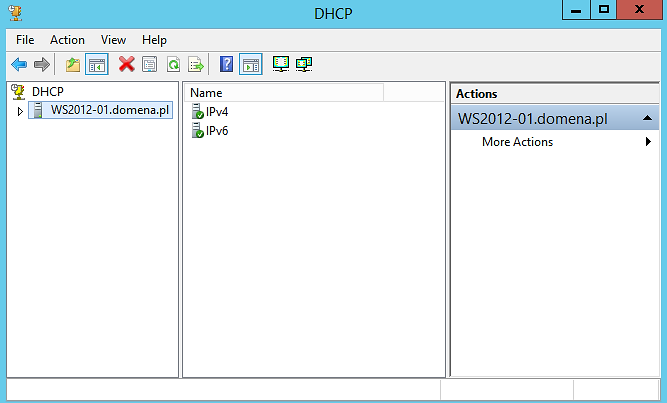 DHCP
File Action View Help
DHCP
WS2012-01.domena.pl
Name
IPv4
IPv6
Actions
WS2012-01.domena.pl
More Actions